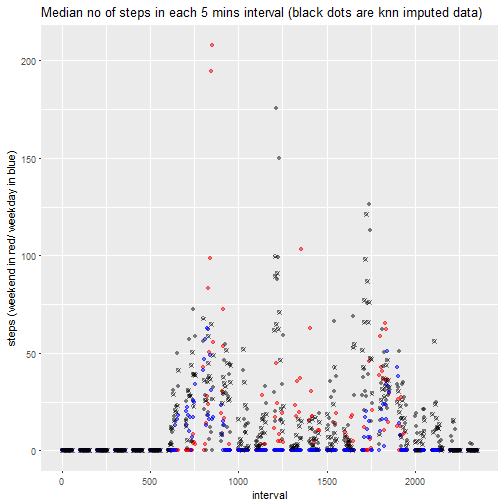 Median no of steps in each 5 mins interval (black dots are knn imputed data)
steps (weekend in red/ weekday in blue)
200
150
100
50
0
0 500 1000 1500 2000
interval